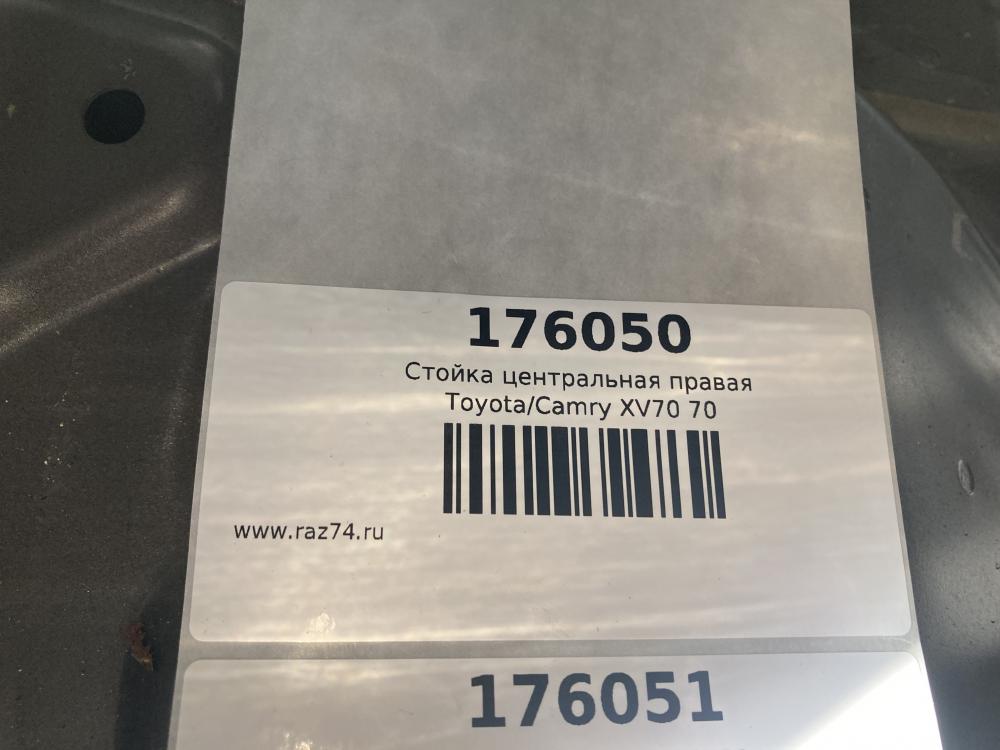 176050
Стойка центральная правая
Toyota/Camry XV70 70
www.raz74.ru
176051